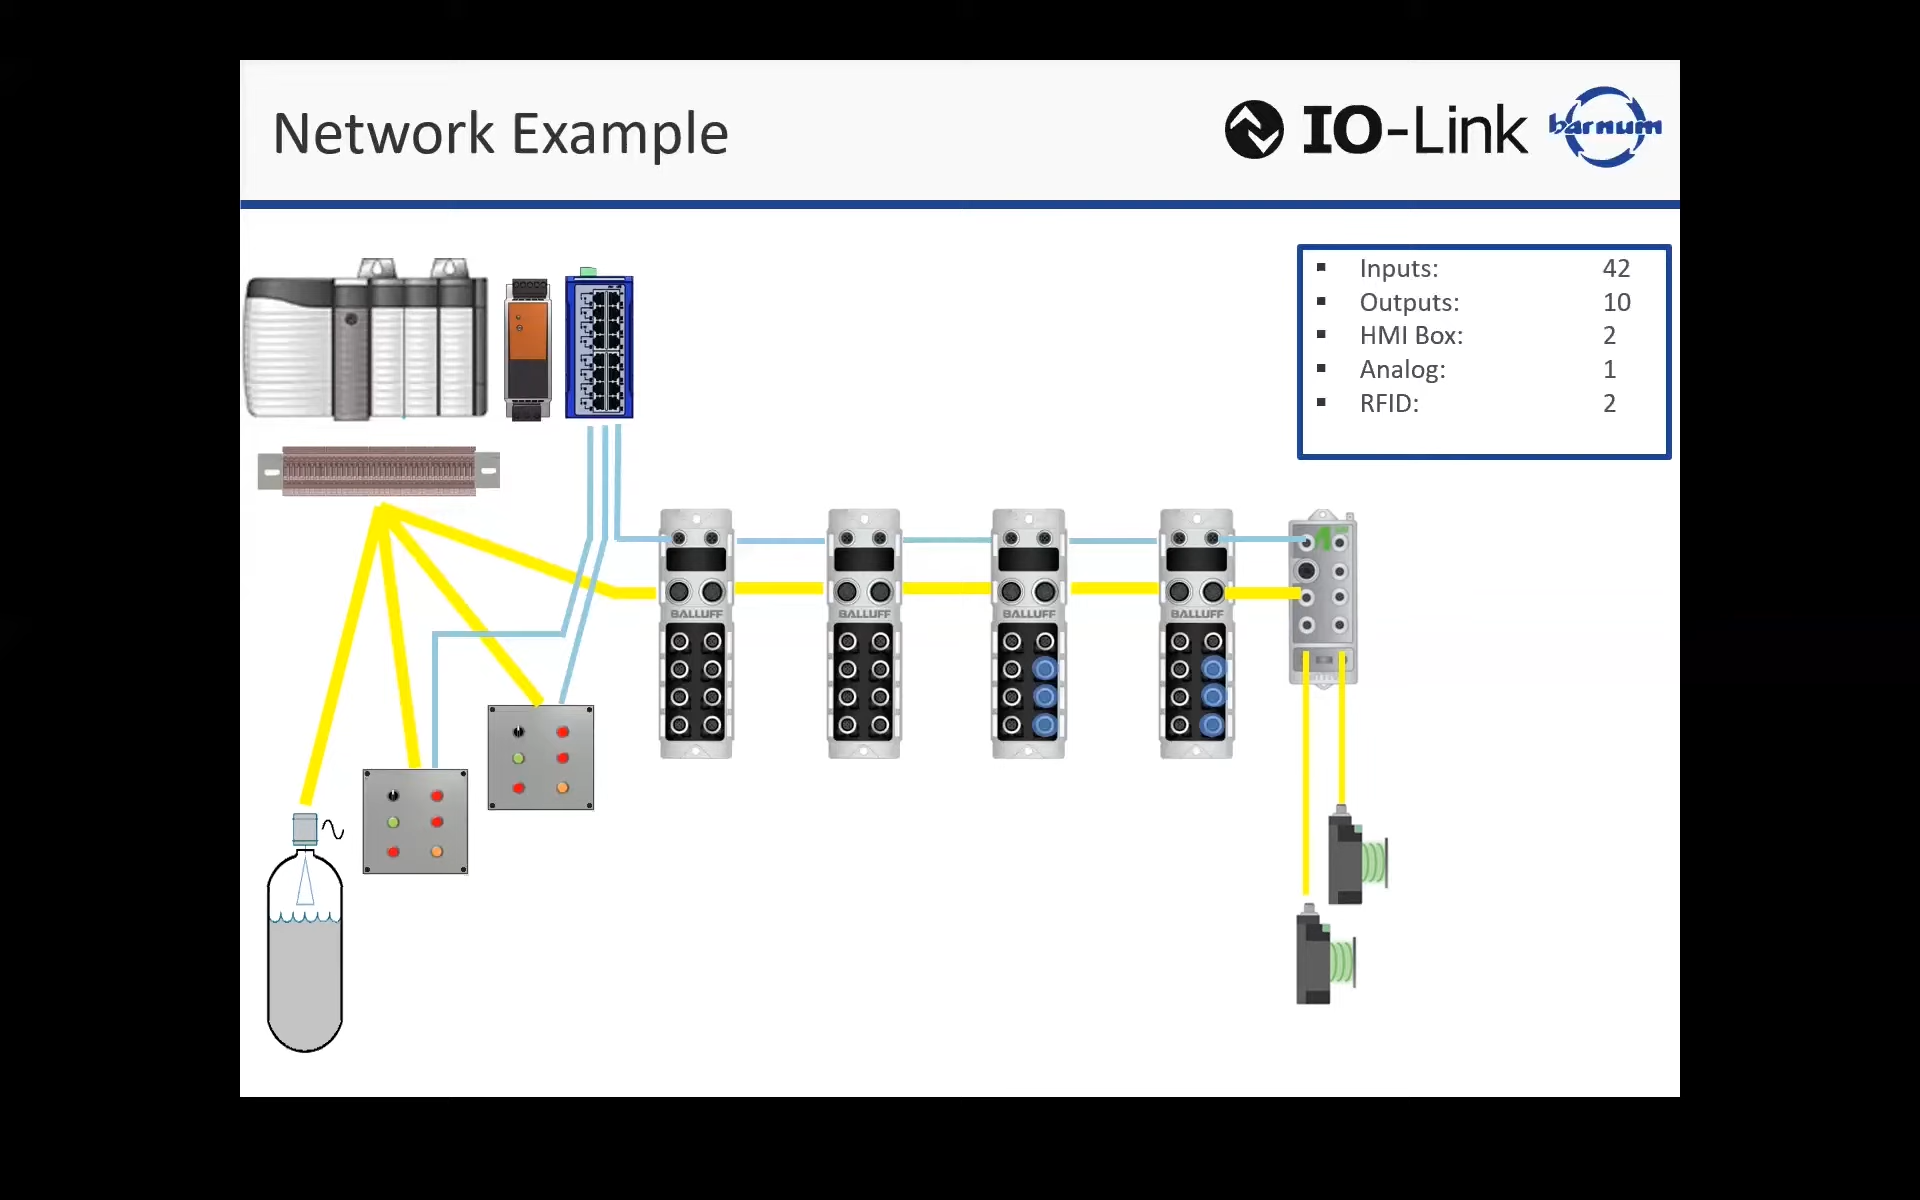 Network Example
IO-Link
barnum
▪ Inputs: 42
▪ Outputs: 10
▪ HMI Box: 2
▪ Analog: 1
▪ RFID: 2
BALLUFF
BALLUFF
BALLUFF
BALLUFF